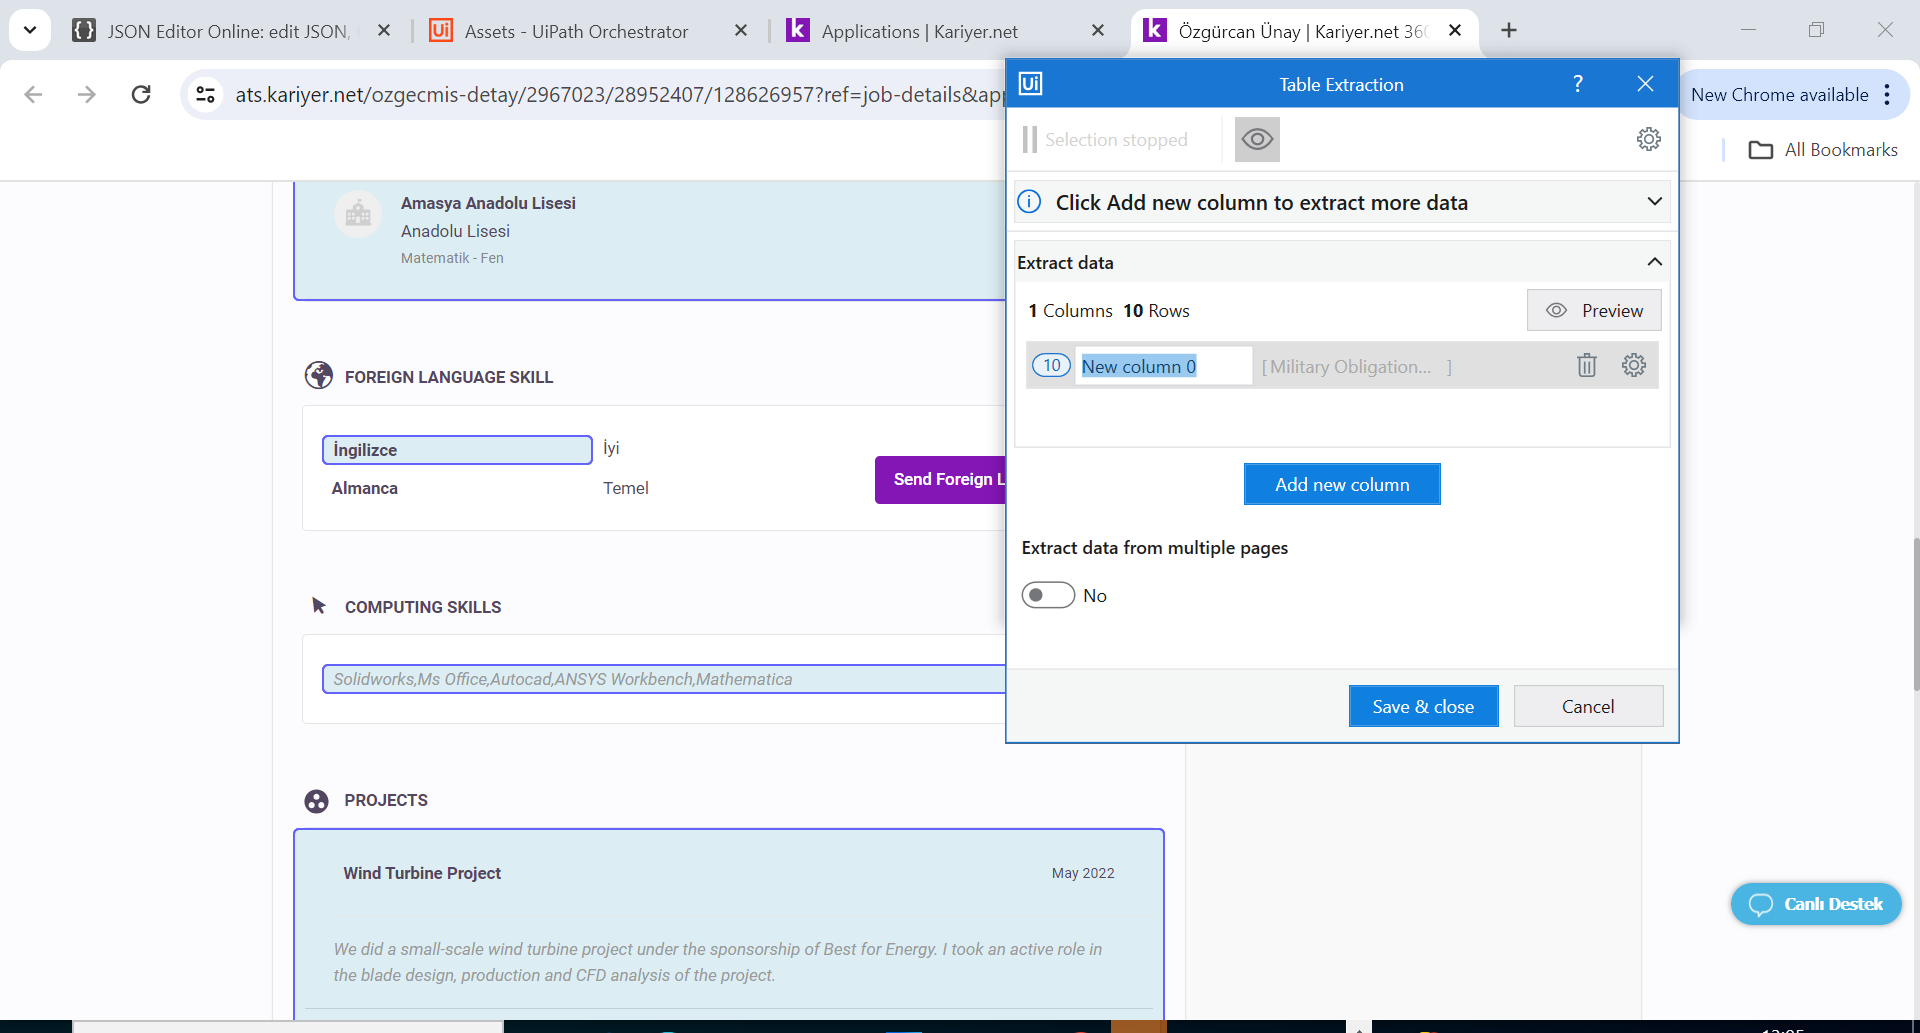 JSON Editor Online: edit JSON,
Assets - UiPath Orchestrator
Applications | Kariyer.net
Özgürcan Ünay | Kariyer.net 360
ats.kariyer.net/ozgecmis-detay/2967023/28952407/128626957?ref=job-details&ap
New Chrome available
All Bookmarks
Ui
Table Extraction
?
Selection stopped
Click Add new column to extract more data
Extract data
1 Columns 10 Rows
Preview
10
New column 0
[ Military Obligation... ]
Add new column
Extract data from multiple pages
No
Save & close
Cancel
Amasya Anadolu Lisesi
Anadolu Lisesi
Matematik - Fen
FOREIGN LANGUAGE SKILL
İngilizce
İyi
Almanca
Temel
Send Foreign L
COMPUTING SKILLS
Solidworks,Ms Office,Autocad,ANSYS Workbench,Mathematica
PROJECTS
Wind Turbine Project
May 2022
We did a small-scale wind turbine project under the sponsorship of Best for Energy. I took an active role in
the blade design, production and CFD analysis of the project.
Canlı Destek